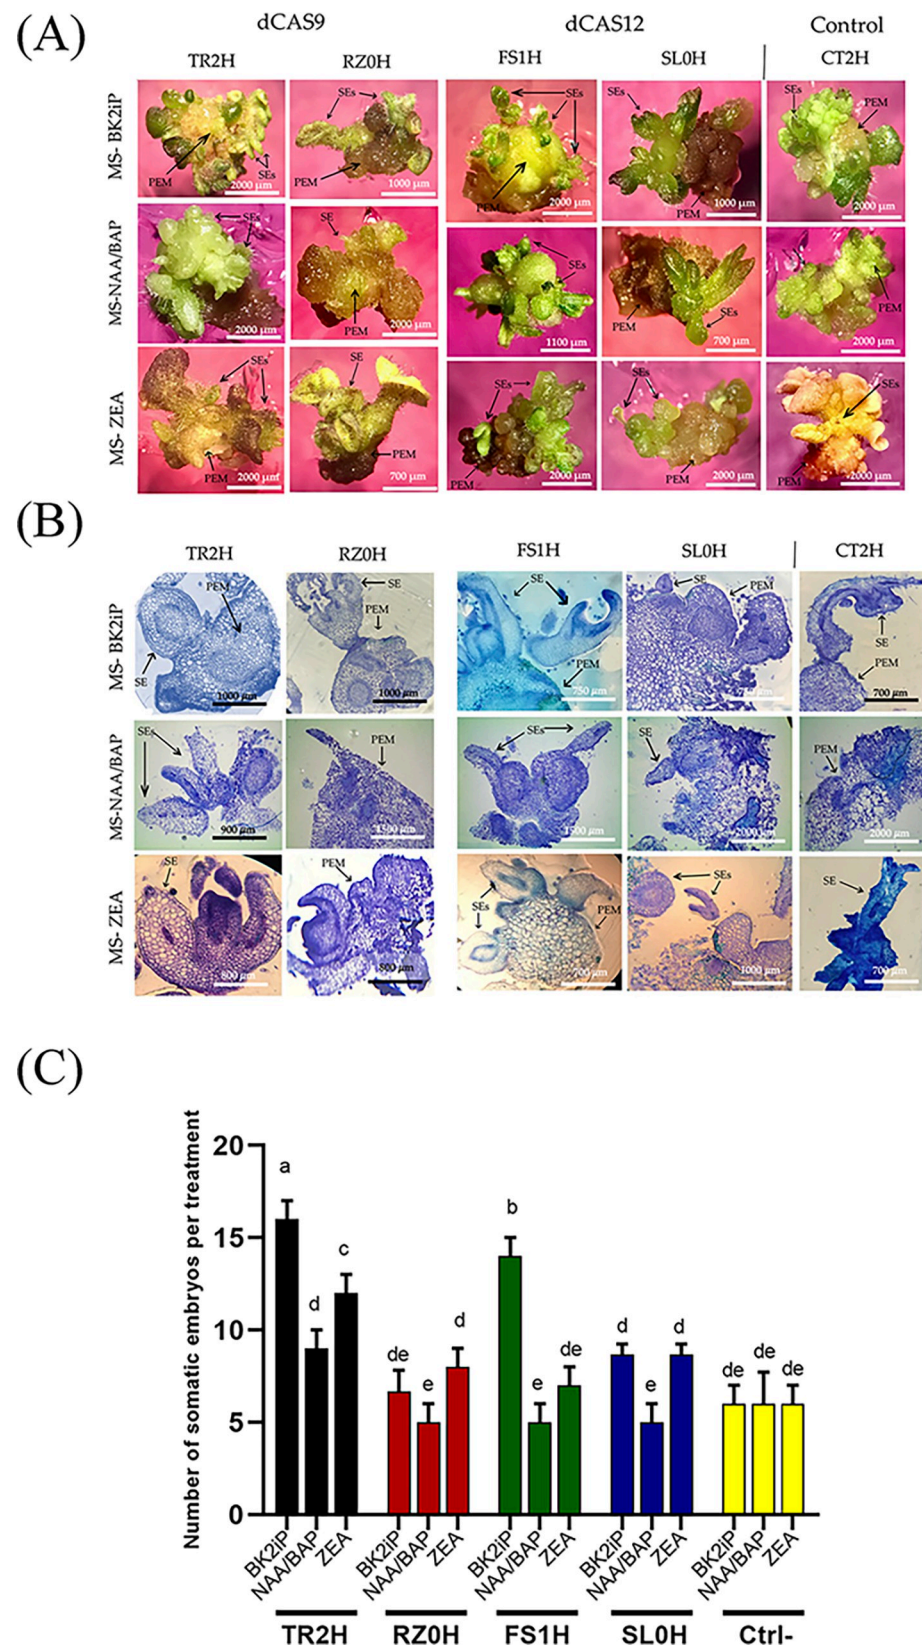 (A)
dCAS9 dCAS12 Control
TR2H RZ0H FS1H SL0H CT2H
MS- BK2iP
SEs PEM 2000 µm
SEs PEM 1000 µm
SEs PEM 2000 µm
SEs PEM 1000 µm
SEs PEM 2000 µm
MS-NAA/BAP
SEs 2000 µm
SE PEM 2000 µm
SEs 1100 µm
PEM SEs 700 µm
PEM 2000 µm
MS- ZEA
SEs PEM 2000 µm
SE PEM 700 µm
SEs PEM 2000 µm
SEs PEM 2000 µm
SEs PEM 2000 µm
(B)
TR2H RZ0H FS1H SL0H CT2H
MS- BK2iP
PEM SE 1000 µm
SE PEM 1000 µm
SE PEM 750 µm
SE PEM
SE PEM 700 µm
MS-NAA/BAP
SEs 900 µm
PEM 1500 µm
SEs 1500 µm
SE 2000 µm
PEM 2000 µm
MS- ZEA
SE 800 µm
PEM 800 µm
SEs PEM 700 µm
SEs 1000 µm
SE 700 µm
(C)
Number of somatic embryos per treatment
20
15
10
5
0
a d c de e d b e de d e d de de de
BK2iP NAA/BAP ZEA BK2iP NAA/BAP ZEA BK2iP NAA/BAP ZEA BK2iP NAA/BAP ZEA BK2iP NAA/BAP ZEA
TR2H RZ0H FS1H SL0H Ctrl-